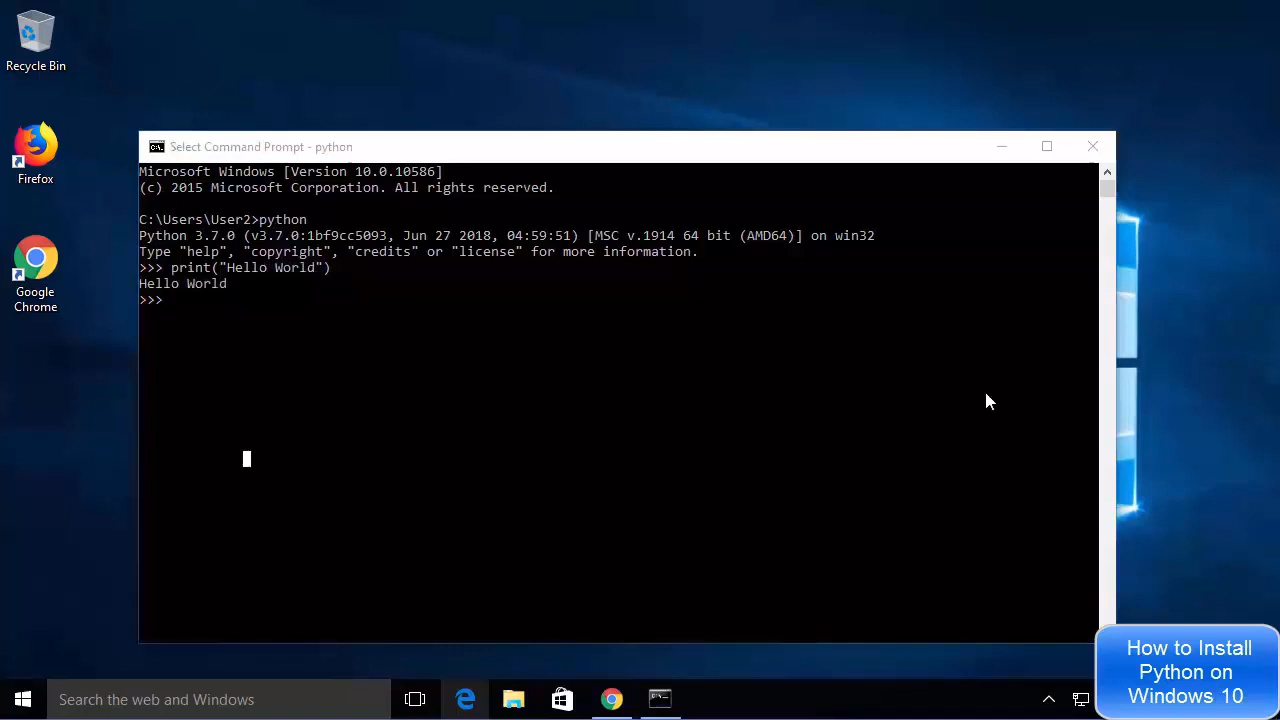 Recycle Bin
Firefox
Google
Chrome
Select Command Prompt - python
Microsoft Windows [Version 10.0.10586]
(c) 2015 Microsoft Corporation. All rights reserved.
C:\Users\User2>python
Python 3.7.0 (v3.7.0:1bf9cc5093, Jun 27 2018, 04:59:51) [MSC v.1914 64 bit (AMD64)] on win32
Type "help", "copyright", "credits" or "license" for more information.
>>> print("Hello World")
Hello World
>>>
Search the web and Windows
How to Install
Python on
Windows 10